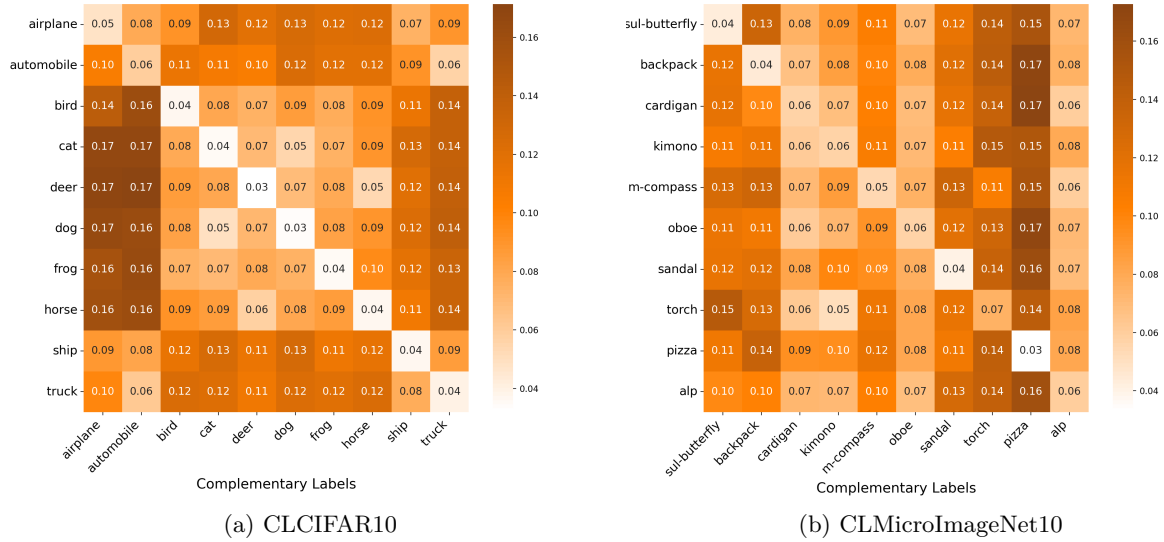 airplane 0.05 0.08 0.09 0.13 0.12 0.13 0.12 0.12 0.07 0.09
automobile 0.10 0.06 0.11 0.11 0.10 0.12 0.12 0.12 0.09 0.06
bird 0.14 0.16 0.04 0.08 0.07 0.09 0.08 0.09 0.11 0.14
cat 0.17 0.17 0.08 0.04 0.07 0.05 0.07 0.09 0.13 0.14
deer 0.17 0.17 0.09 0.08 0.03 0.07 0.08 0.05 0.12 0.14
dog 0.17 0.16 0.08 0.05 0.07 0.03 0.08 0.09 0.12 0.14
frog 0.16 0.16 0.07 0.07 0.08 0.07 0.04 0.10 0.12 0.13
horse 0.16 0.16 0.09 0.09 0.06 0.08 0.09 0.04 0.11 0.14
ship 0.09 0.08 0.12 0.13 0.11 0.13 0.11 0.12 0.04 0.09
truck 0.10 0.06 0.12 0.12 0.11 0.12 0.12 0.12 0.08 0.04
airplane automobile bird cat deer dog frog horse ship truck
0.16
0.14
0.12
0.10
0.08
0.06
0.04
Complementary Labels
(a) CLCIFAR10
sul-butterfly 0.04 0.13 0.08 0.09 0.11 0.07 0.12 0.14 0.15 0.07
backpack 0.12 0.04 0.07 0.08 0.10 0.07 0.12 0.14 0.17 0.08
cardigan 0.12 0.10 0.06 0.07 0.10 0.07 0.12 0.14 0.17 0.06
kimono 0.11 0.11 0.06 0.06 0.11 0.07 0.11 0.15 0.15 0.08
m-compass 0.13 0.13 0.07 0.09 0.05 0.07 0.13 0.11 0.15 0.06
oboe 0.11 0.11 0.06 0.07 0.09 0.06 0.12 0.13 0.17 0.07
sandal 0.12 0.12 0.08 0.10 0.09 0.08 0.04 0.14 0.16 0.07
torch 0.15 0.13 0.06 0.05 0.11 0.08 0.12 0.07 0.14 0.08
pizza 0.11 0.14 0.09 0.10 0.12 0.08 0.11 0.14 0.03 0.08
alp 0.10 0.10 0.07 0.07 0.10 0.07 0.13 0.14 0.16 0.06
sul-butterfly backpack cardigan kimono m-compass oboe sandal torch pizza alp
0.16
0.14
0.12
0.10
0.08
0.06
0.04
Complementary Labels
(b) CLMicroImageNet10